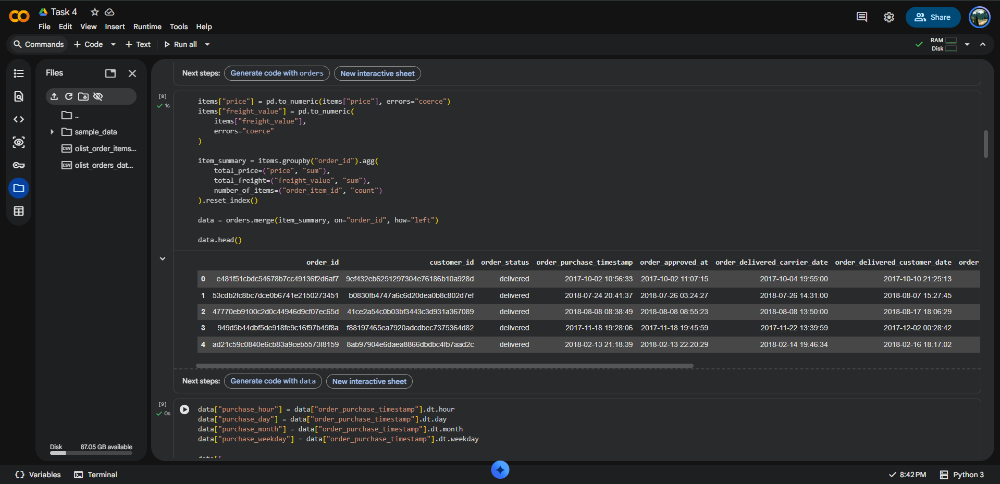 Task 4
File Edit View Insert Runtime Tools Help
Share
Commands + Code + Text Run all
RAM
Disk
Files
..
sample_data
olist_order_items...
olist_orders_dat...
Disk 87.05 GB available
Next steps: Generate code with orders New interactive sheet
[8]
1s
items["price"] = pd.to_numeric(items["price"], errors="coerce")
items["freight_value"] = pd.to_numeric(
    items["freight_value"],
    errors="coerce"
)
item_summary = items.groupby("order_id").agg(
    total_price=("price", "sum"),
    total_freight=("freight_value", "sum"),
    number_of_items=("order_item_id", "count")
).reset_index()
data = orders.merge(item_summary, on="order_id", how="left")
data.head()
order_id customer_id order_status order_purchase_timestamp order_approved_at order_delivered_carrier_date order_delivered_customer_date order_
0 e481f51cbdc54678b7cc49136f2d6af7 9ef432eb6251297304e76186b10a928d delivered 2017-10-02 10:56:33 2017-10-02 11:07:15 2017-10-04 19:55:00 2017-10-10 21:25:13
1 53cdb2fc8bc7dce0b6741e2150273451 b0830fb4747a6c6d20dea0b8c802d7ef delivered 2018-07-24 20:41:37 2018-07-26 03:24:27 2018-07-26 14:31:00 2018-08-07 15:27:45
2 47770eb9100c2d0c44946d9cf07ec65d 41ce2a54c0b03bf3443c3d931a367089 delivered 2018-08-08 08:38:49 2018-08-08 08:55:23 2018-08-08 13:50:00 2018-08-17 18:06:29
3 949d5b44dbf5de918fe9c16f97b45f8a f88197465ea7920adcdbec7375364d82 delivered 2017-11-18 19:28:06 2017-11-18 19:45:59 2017-11-22 13:39:59 2017-12-02 00:28:42
4 ad21c59c0840e6cb83a9ceb5573f8159 8ab97904e6daea8866dbdbc4fb7aad2c delivered 2018-02-13 21:18:39 2018-02-13 22:20:29 2018-02-14 19:46:34 2018-02-16 18:17:02
Next steps: Generate code with data New interactive sheet
[9]
0s
data["purchase_hour"] = data["order_purchase_timestamp"].dt.hour
data["purchase_day"] = data["order_purchase_timestamp"].dt.day
data["purchase_month"] = data["order_purchase_timestamp"].dt.month
data["purchase_weekday"] = data["order_purchase_timestamp"].dt.weekday
data[[
Variables Terminal
8:42 PM Python 3